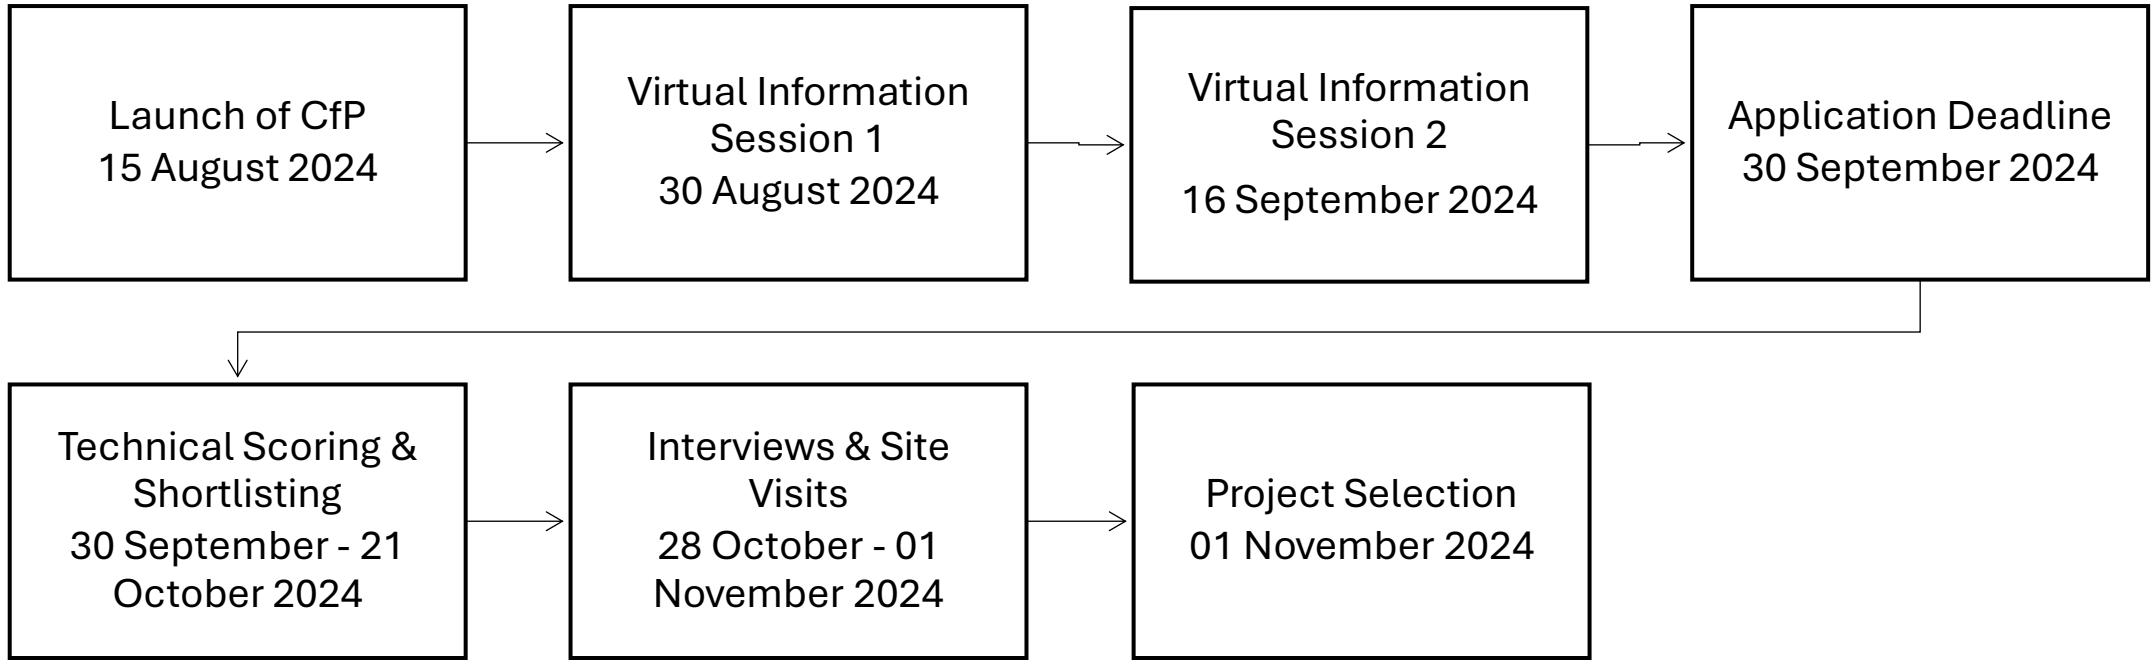 Launch of CfP
15 August 2024
Virtual Information
Session 1
30 August 2024
Virtual Information
Session 2
16 September 2024
Application Deadline
30 September 2024
Technical Scoring &
Shortlisting
30 September - 21
October 2024
Interviews & Site
Visits
28 October - 01
November 2024
Project Selection
01 November 2024